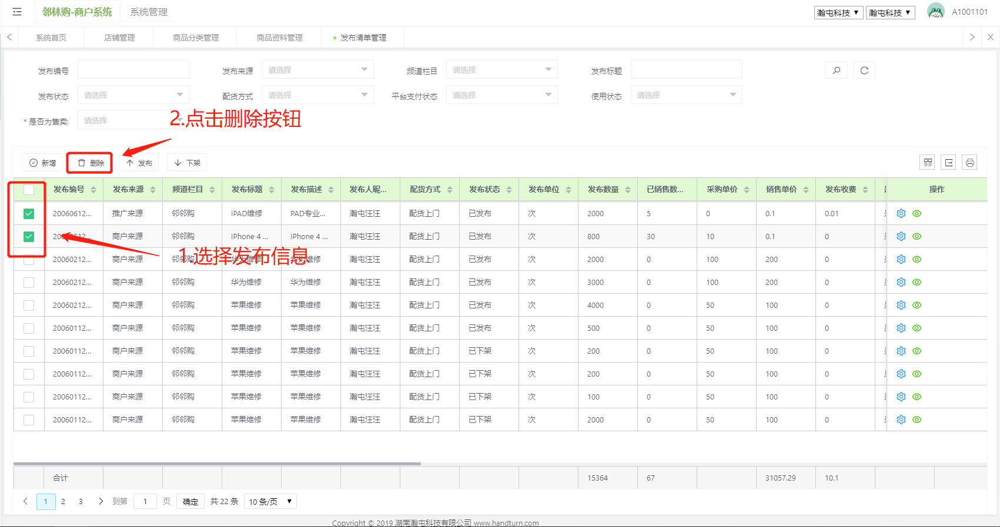 邻林购-商户系统 系统管理 瀚屯科技 ▼ 瀚屯科技 ▼ A1001101
系统首页 店铺管理 商品分类管理 商品资料管理 发布清单管理
发布编号 发布来源 请选择 频道栏目 请选择 发布标题
发布状态 请选择 配货方式 请选择 平台支付状态 请选择 使用状态 请选择
* 是否为售卖: 请选择
2.点击删除按钮
新增 删除 发布 下架
发布编号 发布来源 频道栏目 发布标题 发布描述 发布人昵... 配货方式 发布状态 发布单位 发布数量 已销售数... 采购单价 销售单价 发布收费 操作
20060612... 推广来源 邻邻购 IPAD维修 PAD专业... 瀚屯汪汪 配货上门 已发布 次 2000 5 0 0.1 0.01
商户来源 邻邻购 IPhone 4 ... IPhone 4 ... 瀚屯汪汪 配货上门 已发布 次 800 30 10 0.1 0
1.选择发布信息
20060212... 商户来源 邻邻购 华为维修 华为维修 瀚屯汪汪 配货上门 已发布 次 2000 0 100 200 0
20060212... 商户来源 邻邻购 华为维修 华为维修 瀚屯汪汪 配货上门 已发布 次 3000 0 100 200 0
20060212... 商户来源 邻邻购 苹果维修 苹果维修 瀚屯汪汪 配货上门 已发布 次 4000 0 50 100 0
20060112... 商户来源 邻邻购 苹果维修 苹果维修 瀚屯汪汪 配货上门 已发布 次 500 0 50 100 0
20060112... 商户来源 邻邻购 苹果维修 苹果维修 瀚屯汪汪 配货上门 已下架 次 200 0 50 100 0
20060112... 商户来源 邻邻购 苹果维修 苹果维修 瀚屯汪汪 配货上门 已下架 次 200 0 50 100 0
20060112... 商户来源 邻邻购 苹果维修 苹果维修 瀚屯汪汪 配货上门 已下架 次 100 0 50 100 0
20060112... 商户来源 邻邻购 苹果维修 苹果维修 瀚屯汪汪 配货上门 已下架 次 2000 0 50 100 0
合计 15364 67 31057.29 10.1
1 2 3 到第 1 页 确定 共 22 条 10 条/页 ▼
Copyright © 2019 湖南瀚屯科技有限公司 www.handturn.com